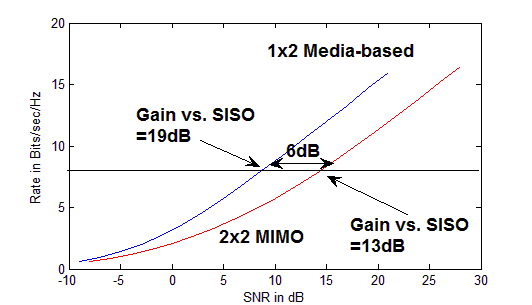 20
15
10
5
0
Rate in Bits/sec/Hz
1x2 Media-based
Gain vs. SISO
=19dB
6dB
Gain vs. SISO
=13dB
2x2 MIMO
-10 -5 0 5 10 15 20 25 30
SNR in dB